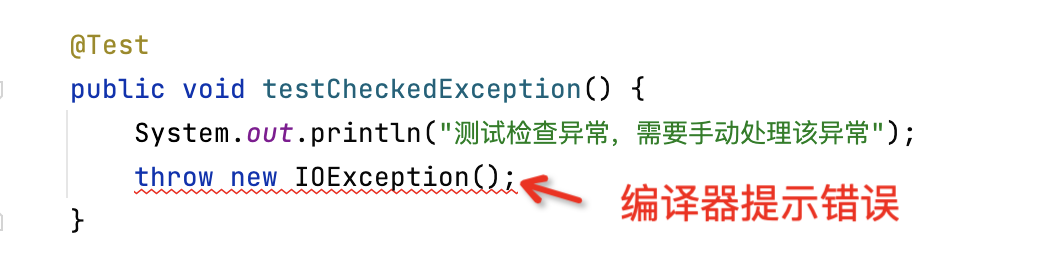 @Test
public void testCheckedException() {
System.out.println("测试检查异常，需要手动处理该异常");
throw new IOException();
编译器提示错误
}